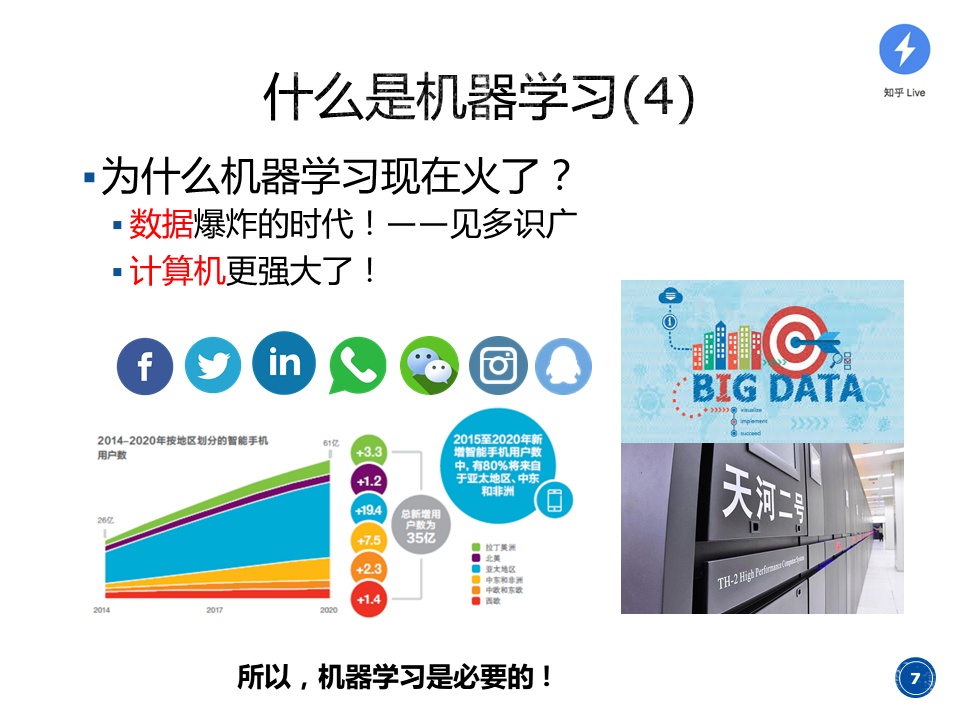 知乎 Live
什么是机器学习(4)
为什么机器学习现在火了？
数据爆炸的时代！——见多识广
计算机更强大了！
BIG DATA
visualize
implement
succeed
天河二号
TH-2 High Performance Computer System
2014-2020年按地区划分的智能手机
用户数
26亿
61亿
2014
2017
2020
+3.3
+1.2
+19.4
+7.5
+2.3
+1.4
总新增用
户数为
35亿
2015至2020年新
增智能手机用户数
中，有80%将来自
于亚太地区、中东
和非洲
拉丁美洲
北美
亚太地区
中东和非洲
中欧和东欧
西欧
所以，机器学习是必要的！
7